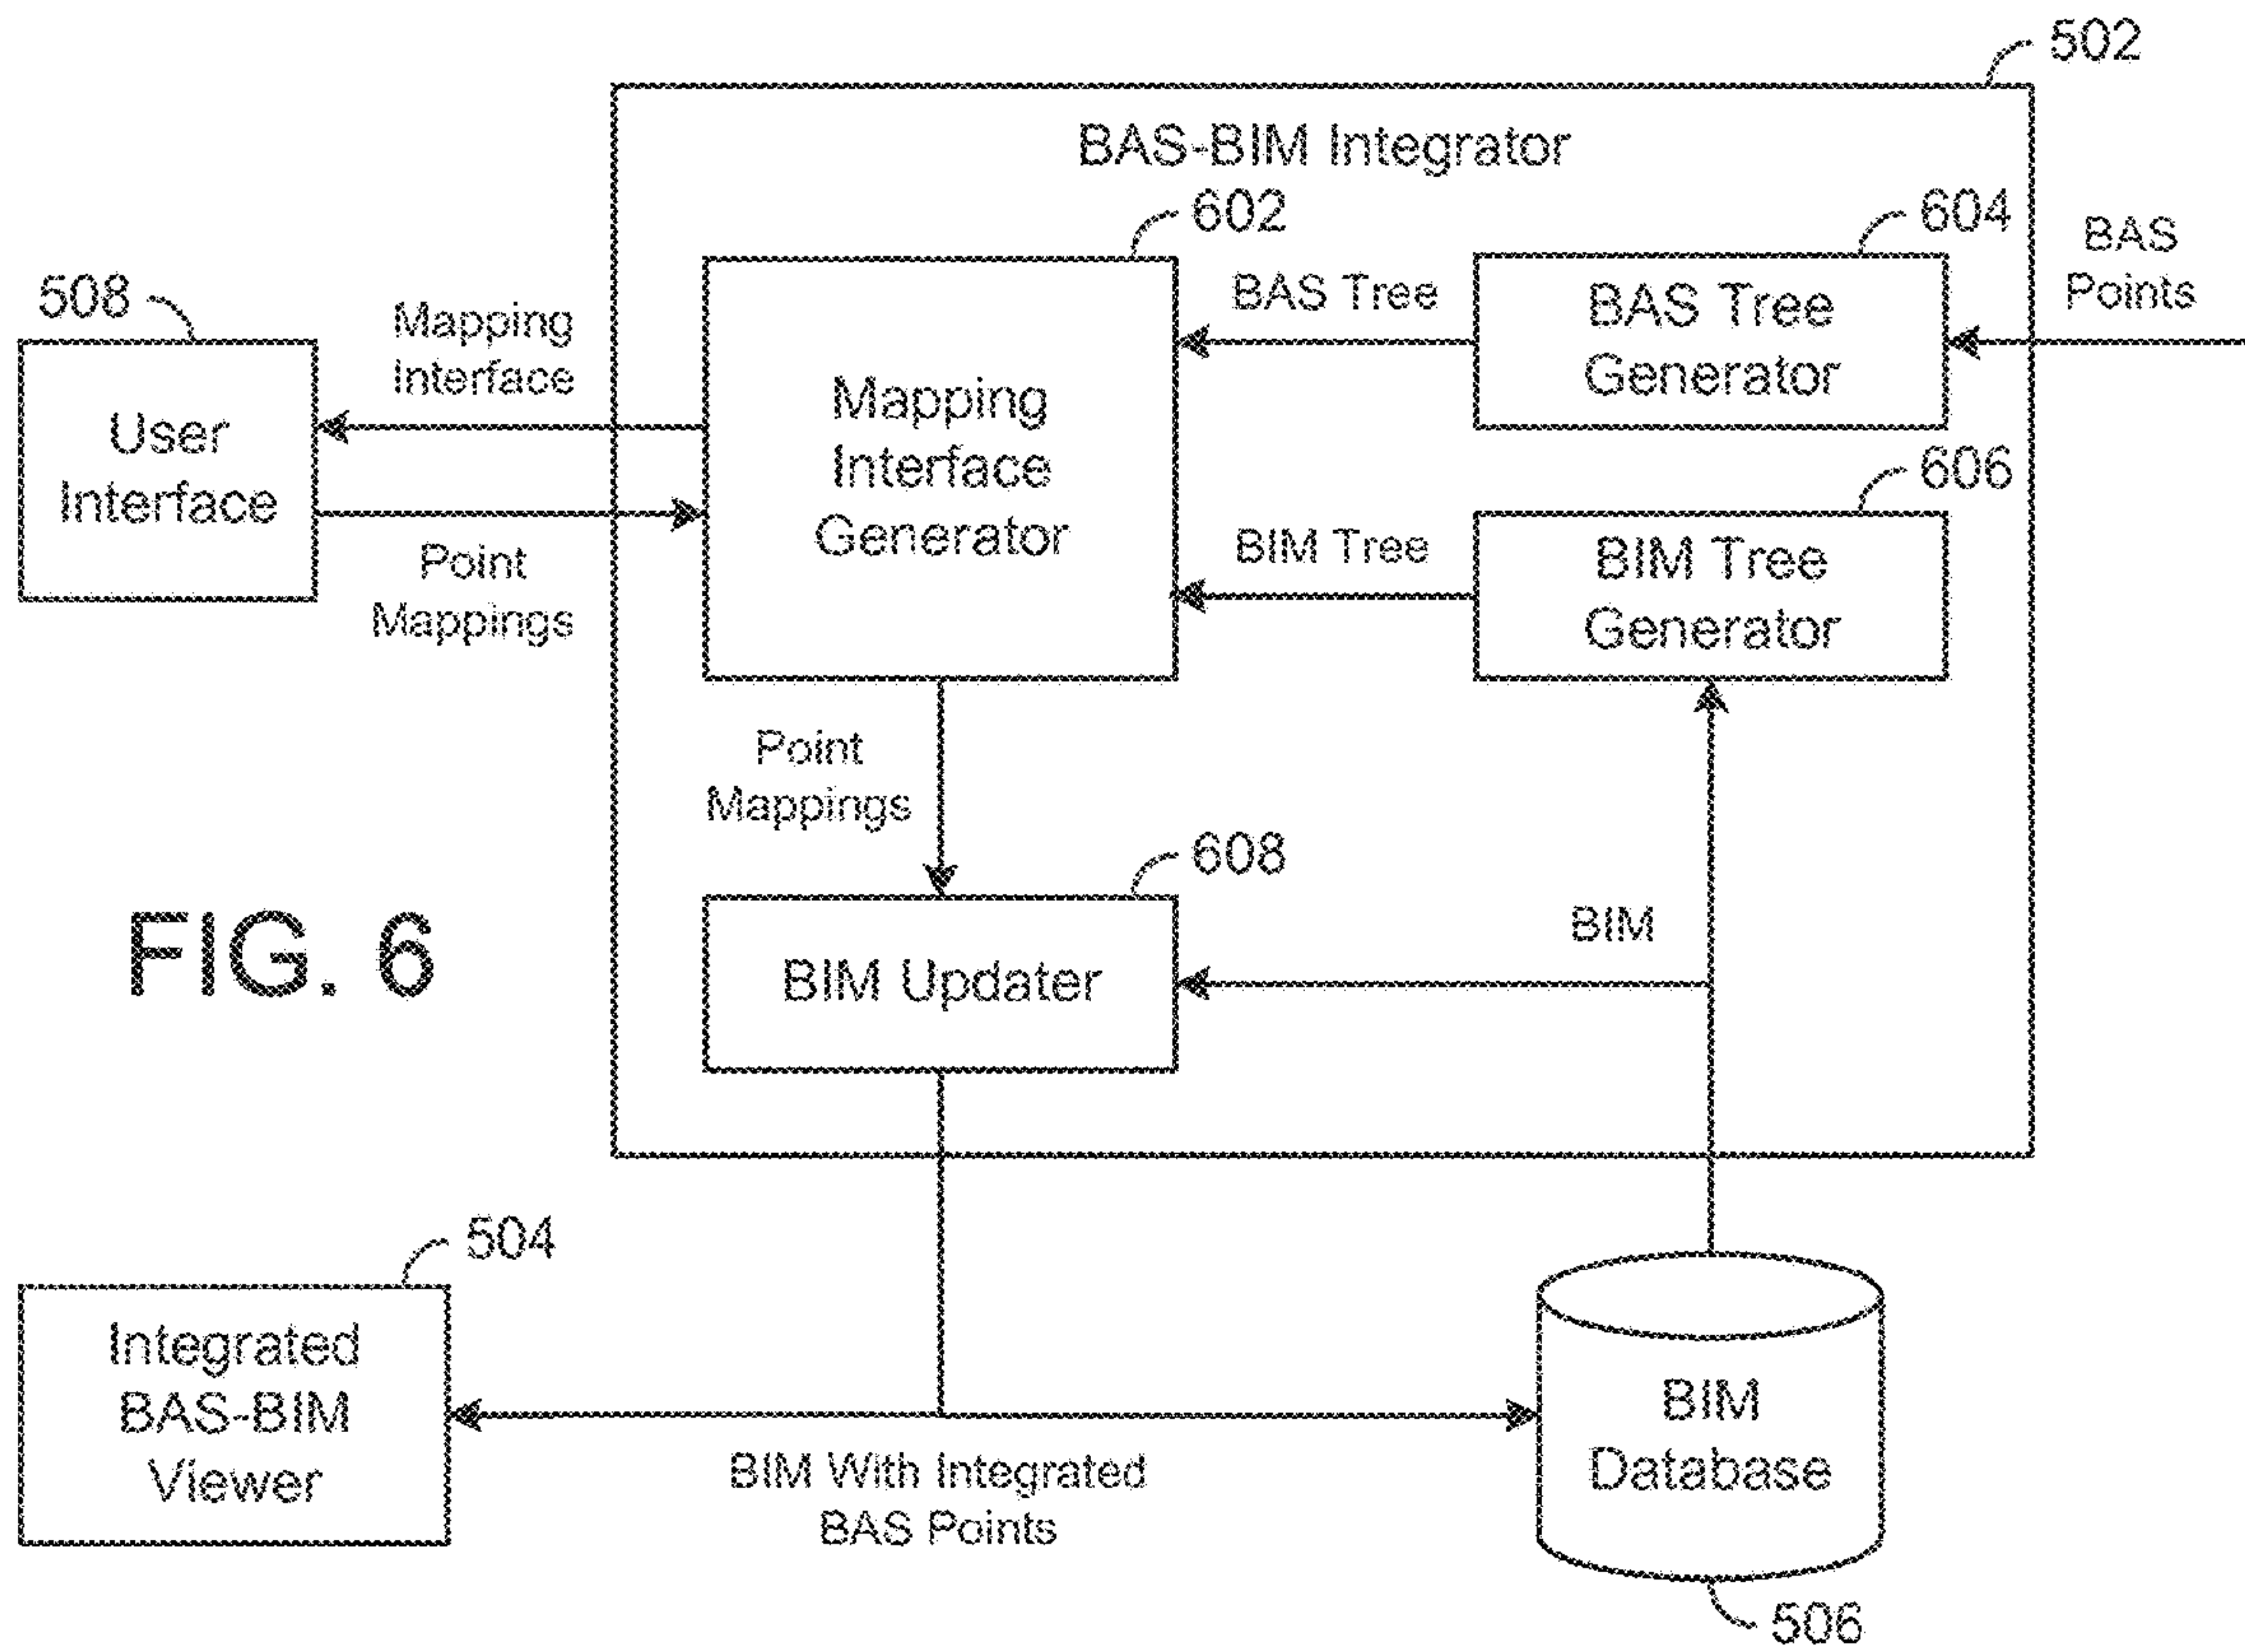 502
BAS-BIM Integrator
602
604
BAS
Points
508
Mapping
Interface
BAS Tree
BAS Tree
Generator
User
Interface
Mapping
Interface
Generator
606
Point
Mappings
BIM Tree
BIM Tree
Generator
Point
Mappings
608
FIG. 6
BIM Updater
BIM
504
Integrated
BAS-BIM
Viewer
BIM With Integrated
BAS Points
BIM
Database
506